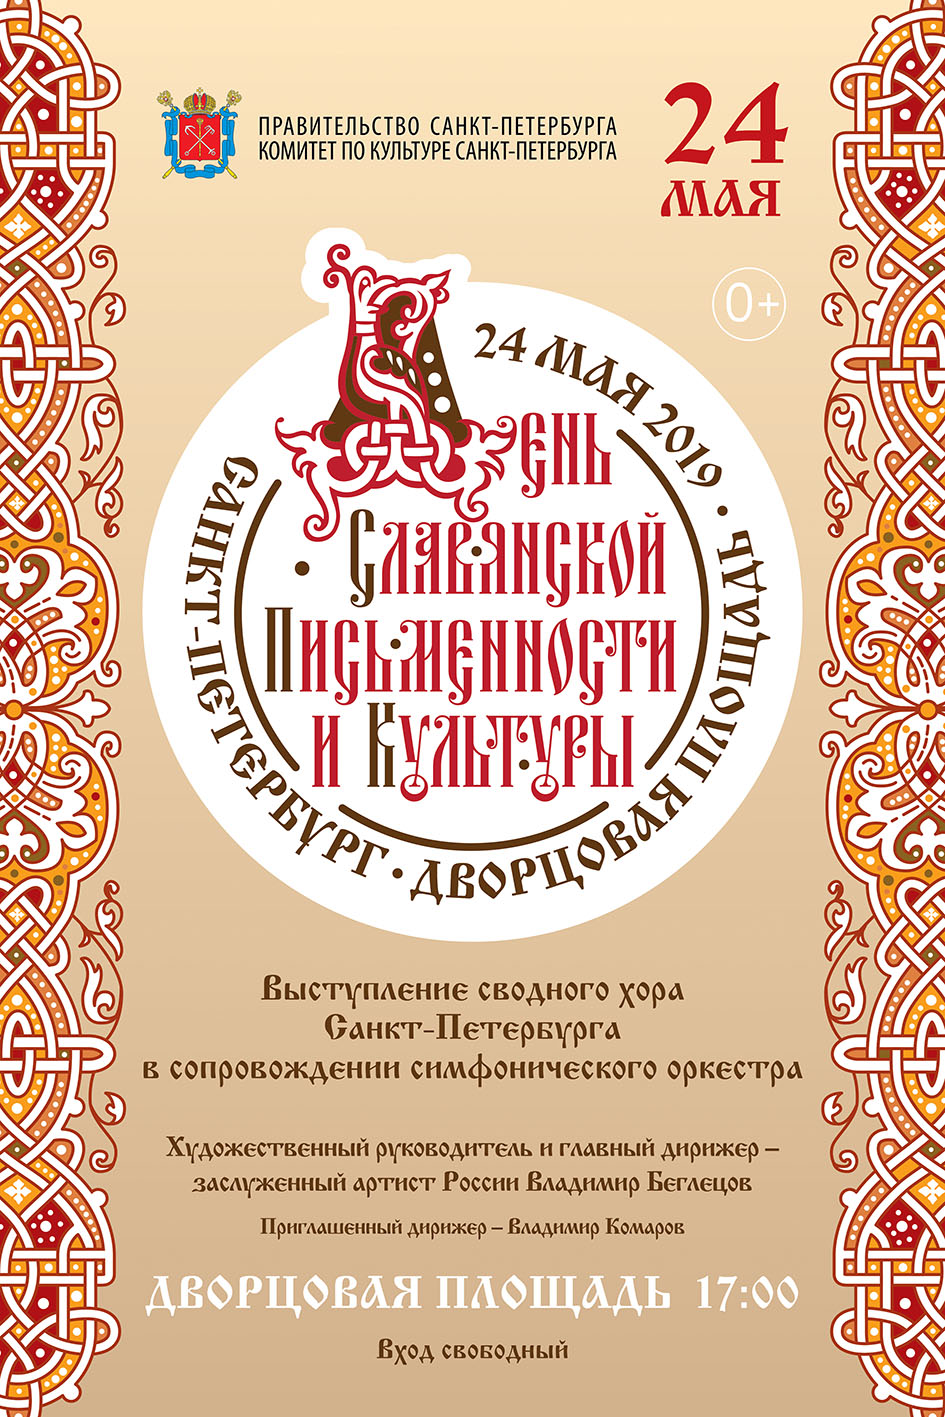 ПРАВИТЕЛЬСТВО САНКТ-ПЕТЕРБУРГА
КОМИТЕТ ПО КУЛЬТУРЕ САНКТ-ПЕТЕРБУРГА
24
МАЯ
0+
24 МАЯ 2019 · ДВОРЦОВАЯ ПЛОЩАДЬ · САНКТ-ПЕТЕРБУРГ
День
Славянской
Письменности
и Культуры
Выступление сводного хора
Санкт-Петербурга
в сопровождении симфонического оркестра
Художественный руководитель и главный дирижер –
заслуженный артист России Владимир Беглецов
Приглашенный дирижер – Владимир Комаров
ДВОРЦОВАЯ ПЛОЩАДЬ 17:00
Вход свободный